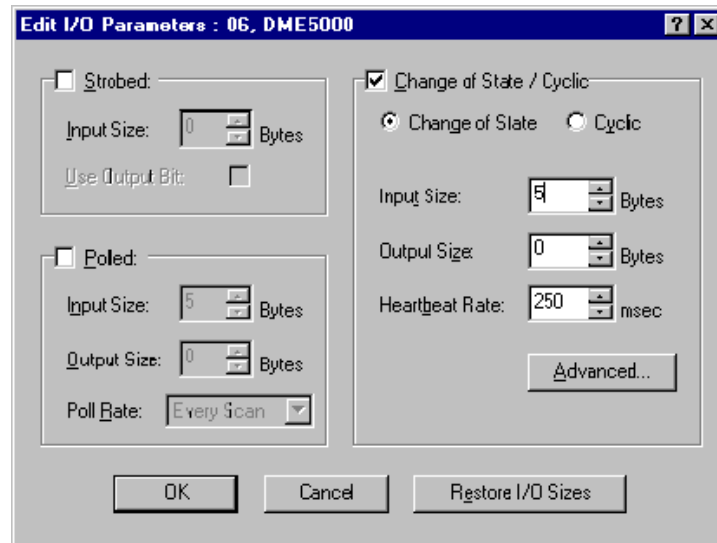 Edit I/O Parameters : 06, DME5000
Strobed:
Input Size: 0 Bytes
Use Output Bit:
Polled:
Input Size: 5 Bytes
Output Size: 0 Bytes
Poll Rate: Every Scan
Change of State / Cyclic
Change of State Cyclic
Input Size: 5 Bytes
Output Size: 0 Bytes
Heartbeat Rate: 250 msec
Advanced...
OK Cancel Restore I/O Sizes